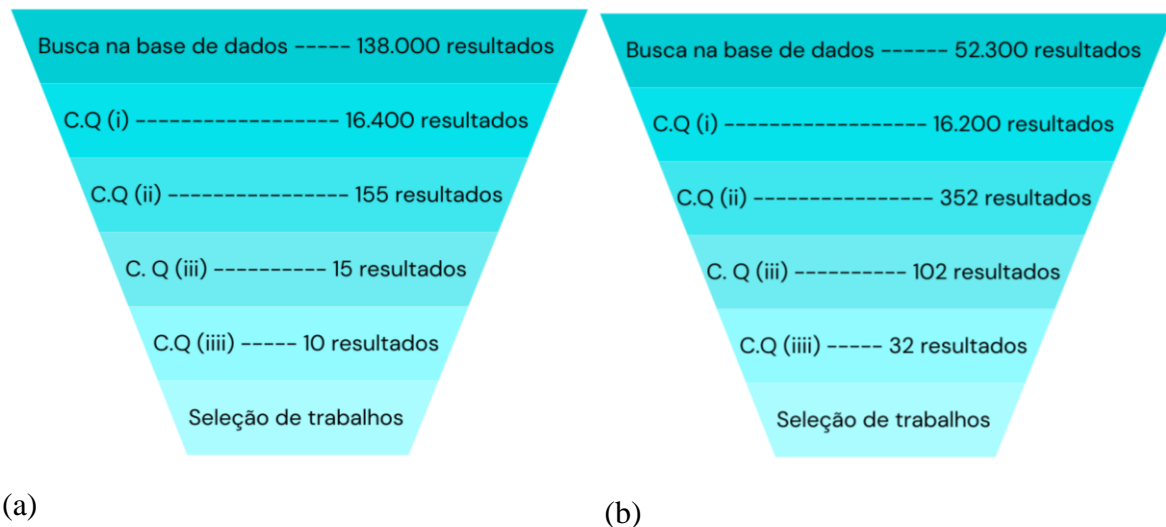 Busca na base de dados ----- 138.000 resultados
C.Q (i) ------------------ 16.400 resultados
C.Q (ii) ---------------- 155 resultados
C. Q (iii) ---------- 15 resultados
C.Q (iiii) ----- 10 resultados
Seleção de trabalhos
(a)
Busca na base de dados ------ 52.300 resultados
C.Q (i) ------------------ 16.200 resultados
C.Q (ii) ---------------- 352 resultados
C. Q (iii) ---------- 102 resultados
C.Q (iiii) ----- 32 resultados
Seleção de trabalhos
(b)